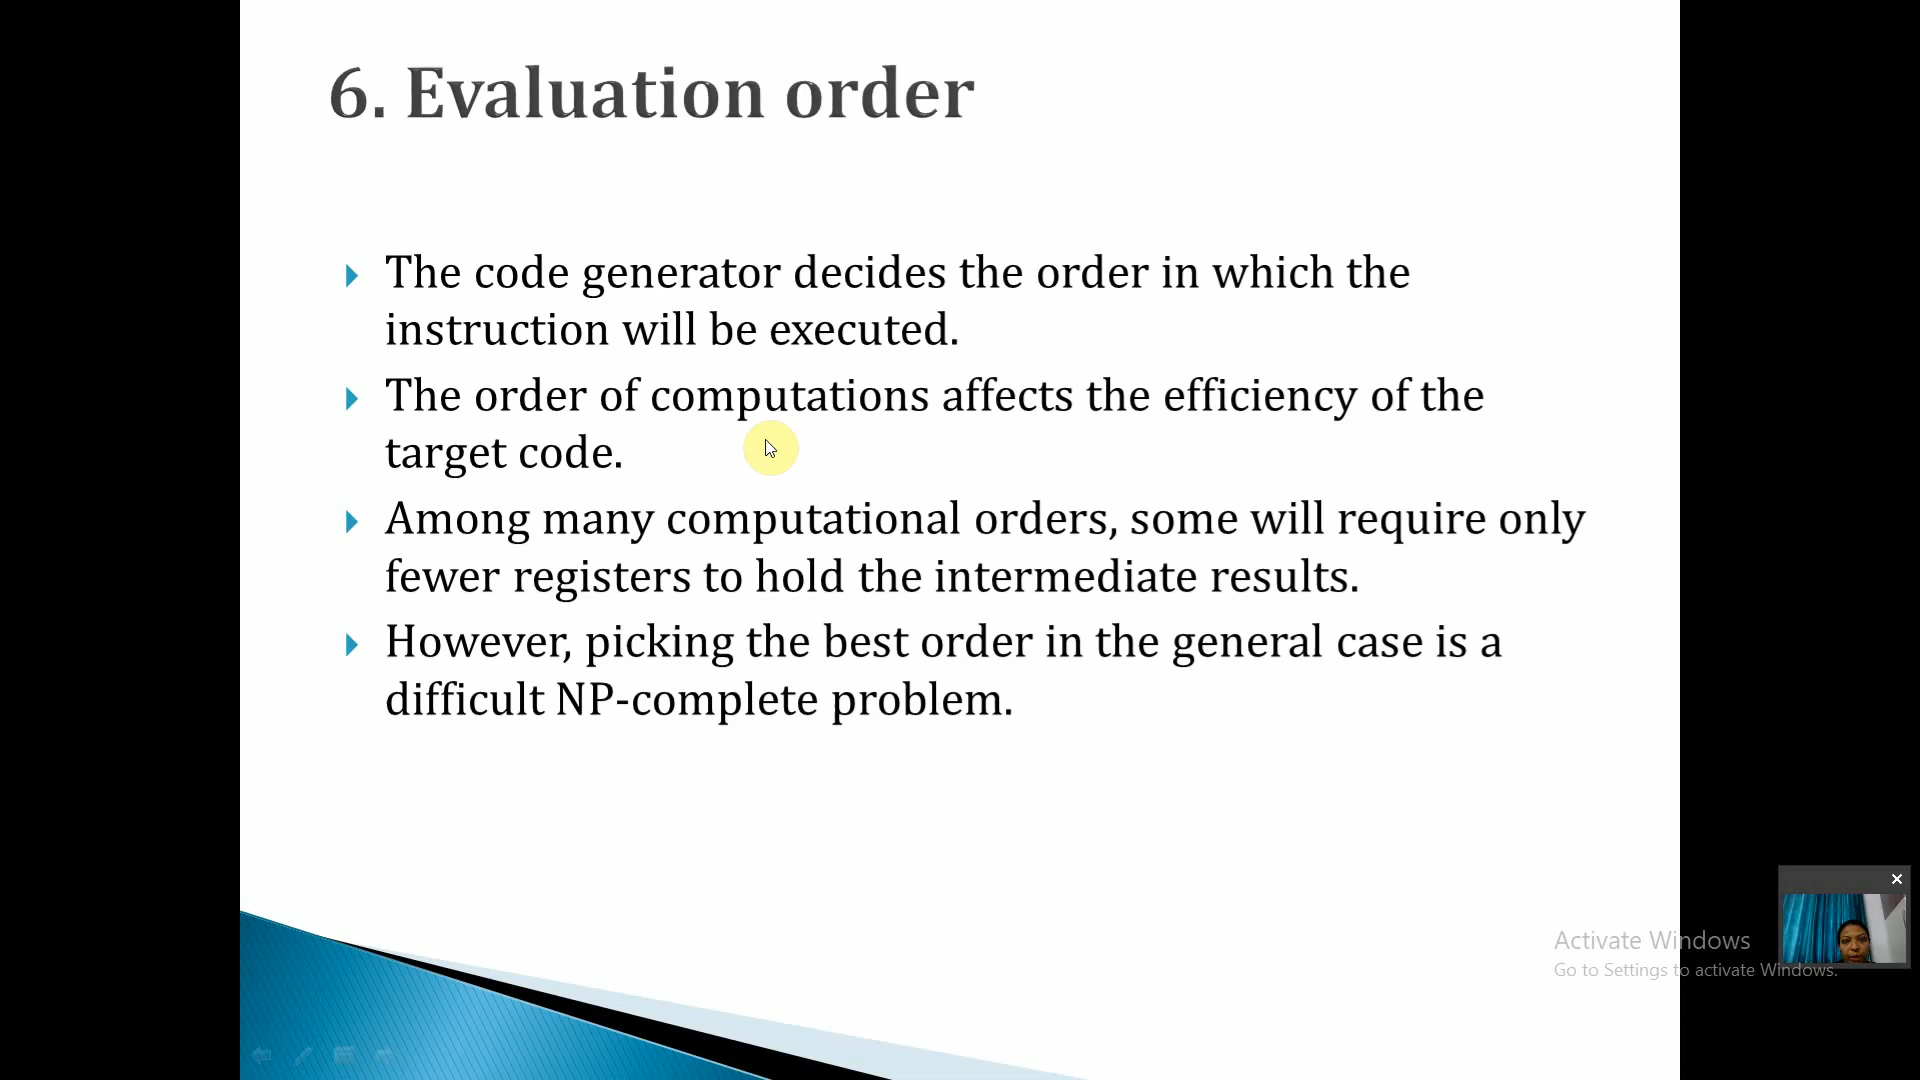 6. Evaluation order
The code generator decides the order in which the
instruction will be executed.
The order of computations affects the efficiency of the
target code.
Among many computational orders, some will require only
fewer registers to hold the intermediate results.
However, picking the best order in the general case is a
difficult NP-complete problem.
Activate Windows
Go to Settings to activate Windows.